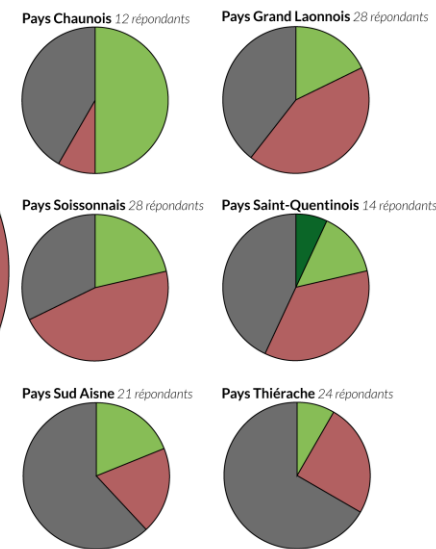 Pays Chaunois 12 répondants
Pays Grand Laonnois 28 répondants
Pays Soissonnais 28 répondants
Pays Saint-Quentinois 14 répondants
Pays Sud Aisne 21 répondants
Pays Thiérache 24 répondants